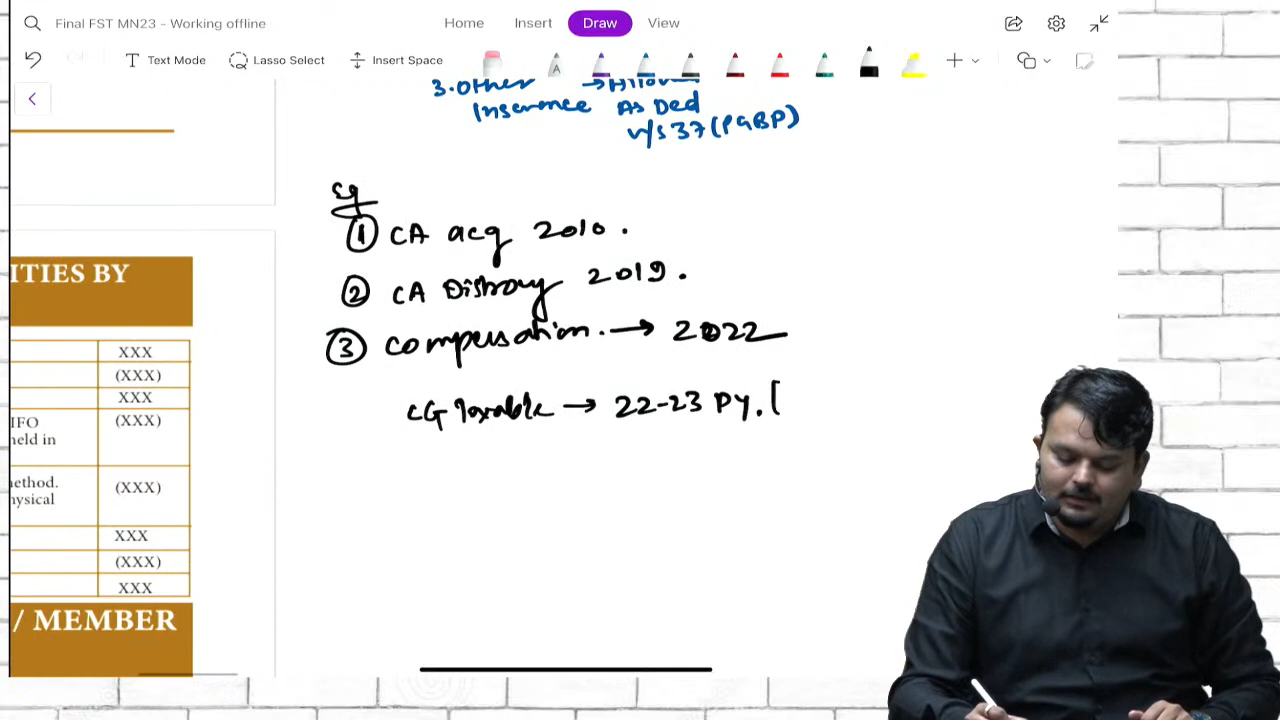 Final FST MN23 - Working offline
Home Insert Draw View
Text Mode Lasso Select Insert Space
3. Other → Allowed
Insurance As Ded
u/s 37 (PGBP)
eg
① CA acq 2010.
② CA Distroy 2019.
③ Compensation. → 2022
CG Taxable → 22-23 PY. [
ITIES BY
XXX
(XXX)
XXX
IFO (XXX)
held in
method. (XXX)
hysical
XXX
(XXX)
XXX
/ MEMBER